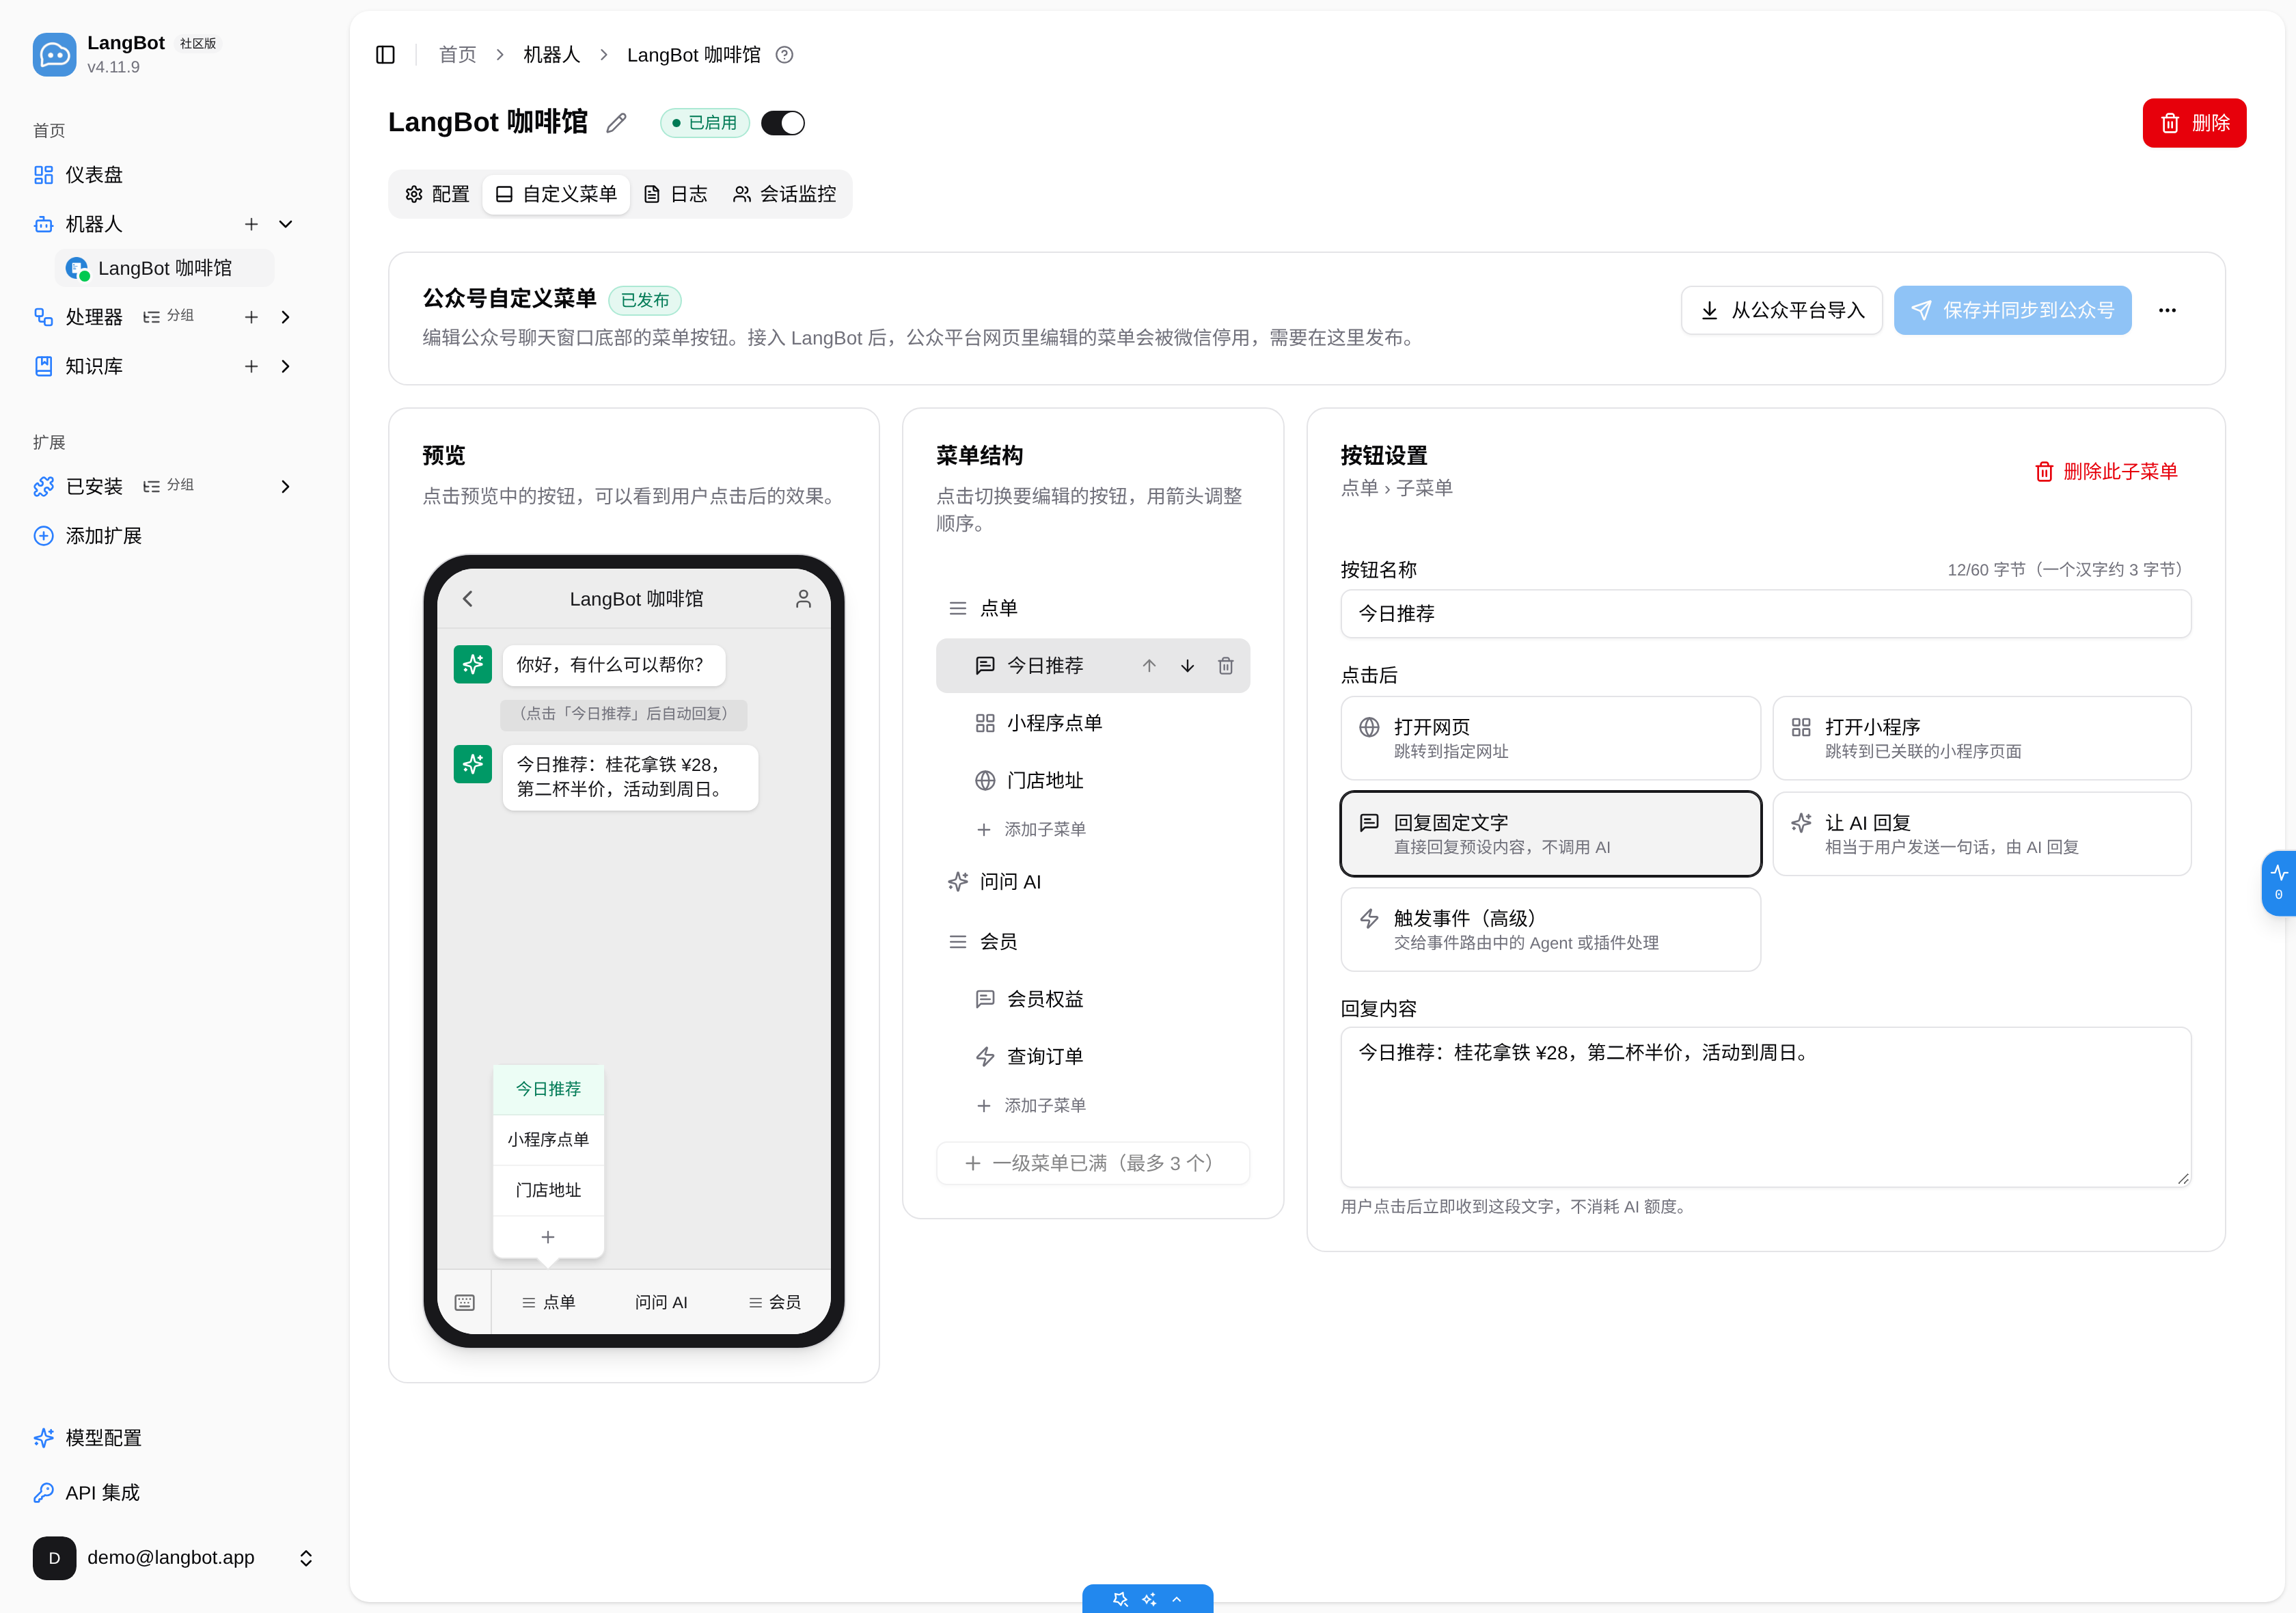 LangBot 社区版
v4.11.9
首页
仪表盘
机器人
LangBot 咖啡馆
处理器 分组
知识库
扩展
已安装 分组
添加扩展
模型配置
API 集成
D demo@langbot.app
首页 机器人 LangBot 咖啡馆
LangBot 咖啡馆 已启用
删除
配置 自定义菜单 日志 会话监控
公众号自定义菜单 已发布
编辑公众号聊天窗口底部的菜单按钮。接入 LangBot 后，公众平台网页里编辑的菜单会被微信停用，需要在这里发布。
从公众平台导入 保存并同步到公众号
预览
点击预览中的按钮，可以看到用户点击后的效果。
LangBot 咖啡馆
你好，有什么可以帮你？
（点击「今日推荐」后自动回复）
今日推荐：桂花拿铁 ¥28，
第二杯半价，活动到周日。
今日推荐
小程序点单
门店地址
点单 问问 AI 会员
菜单结构
点击切换要编辑的按钮，用箭头调整
顺序。
点单
今日推荐
小程序点单
门店地址
添加子菜单
问问 AI
会员
会员权益
查询订单
添加子菜单
一级菜单已满（最多 3 个）
按钮设置
点单 › 子菜单
删除此子菜单
按钮名称 12/60 字节（一个汉字约 3 字节）
今日推荐
点击后
打开网页
跳转到指定网址
打开小程序
跳转到已关联的小程序页面
回复固定文字
直接回复预设内容，不调用 AI
让 AI 回复
相当于用户发送一句话，由 AI 回复
触发事件（高级）
交给事件路由中的 Agent 或插件处理
回复内容
今日推荐：桂花拿铁 ¥28，第二杯半价，活动到周日。
用户点击后立即收到这段文字，不消耗 AI 额度。
0